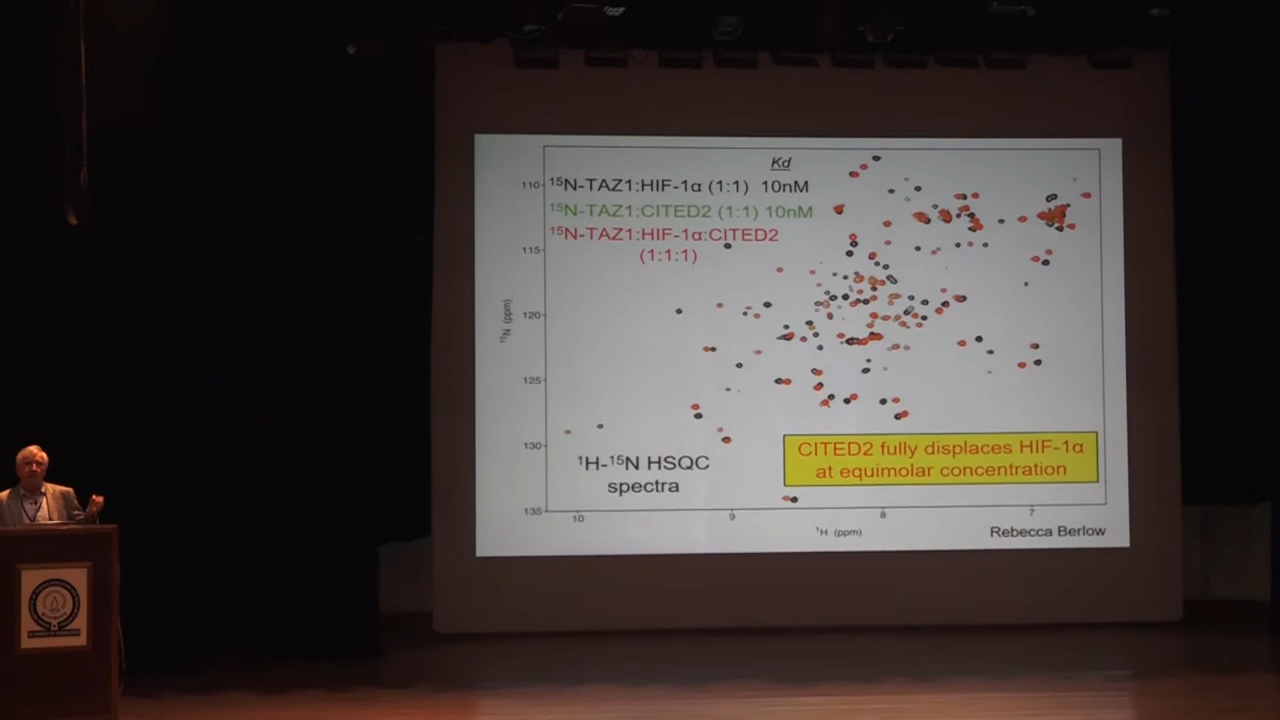 Kd
¹⁵N-TAZ1:HIF-1α (1:1) 10nM
¹⁵N-TAZ1:CITED2 (1:1) 10nM
¹⁵N-TAZ1:HIF-1α:CITED2
(1:1:1)
110
115
120
125
130
135
¹⁵N (ppm)
CITED2 fully displaces HIF-1α
at equimolar concentration
¹H-¹⁵N HSQC
spectra
10
9
8
7
¹H (ppm)
Rebecca Berlow